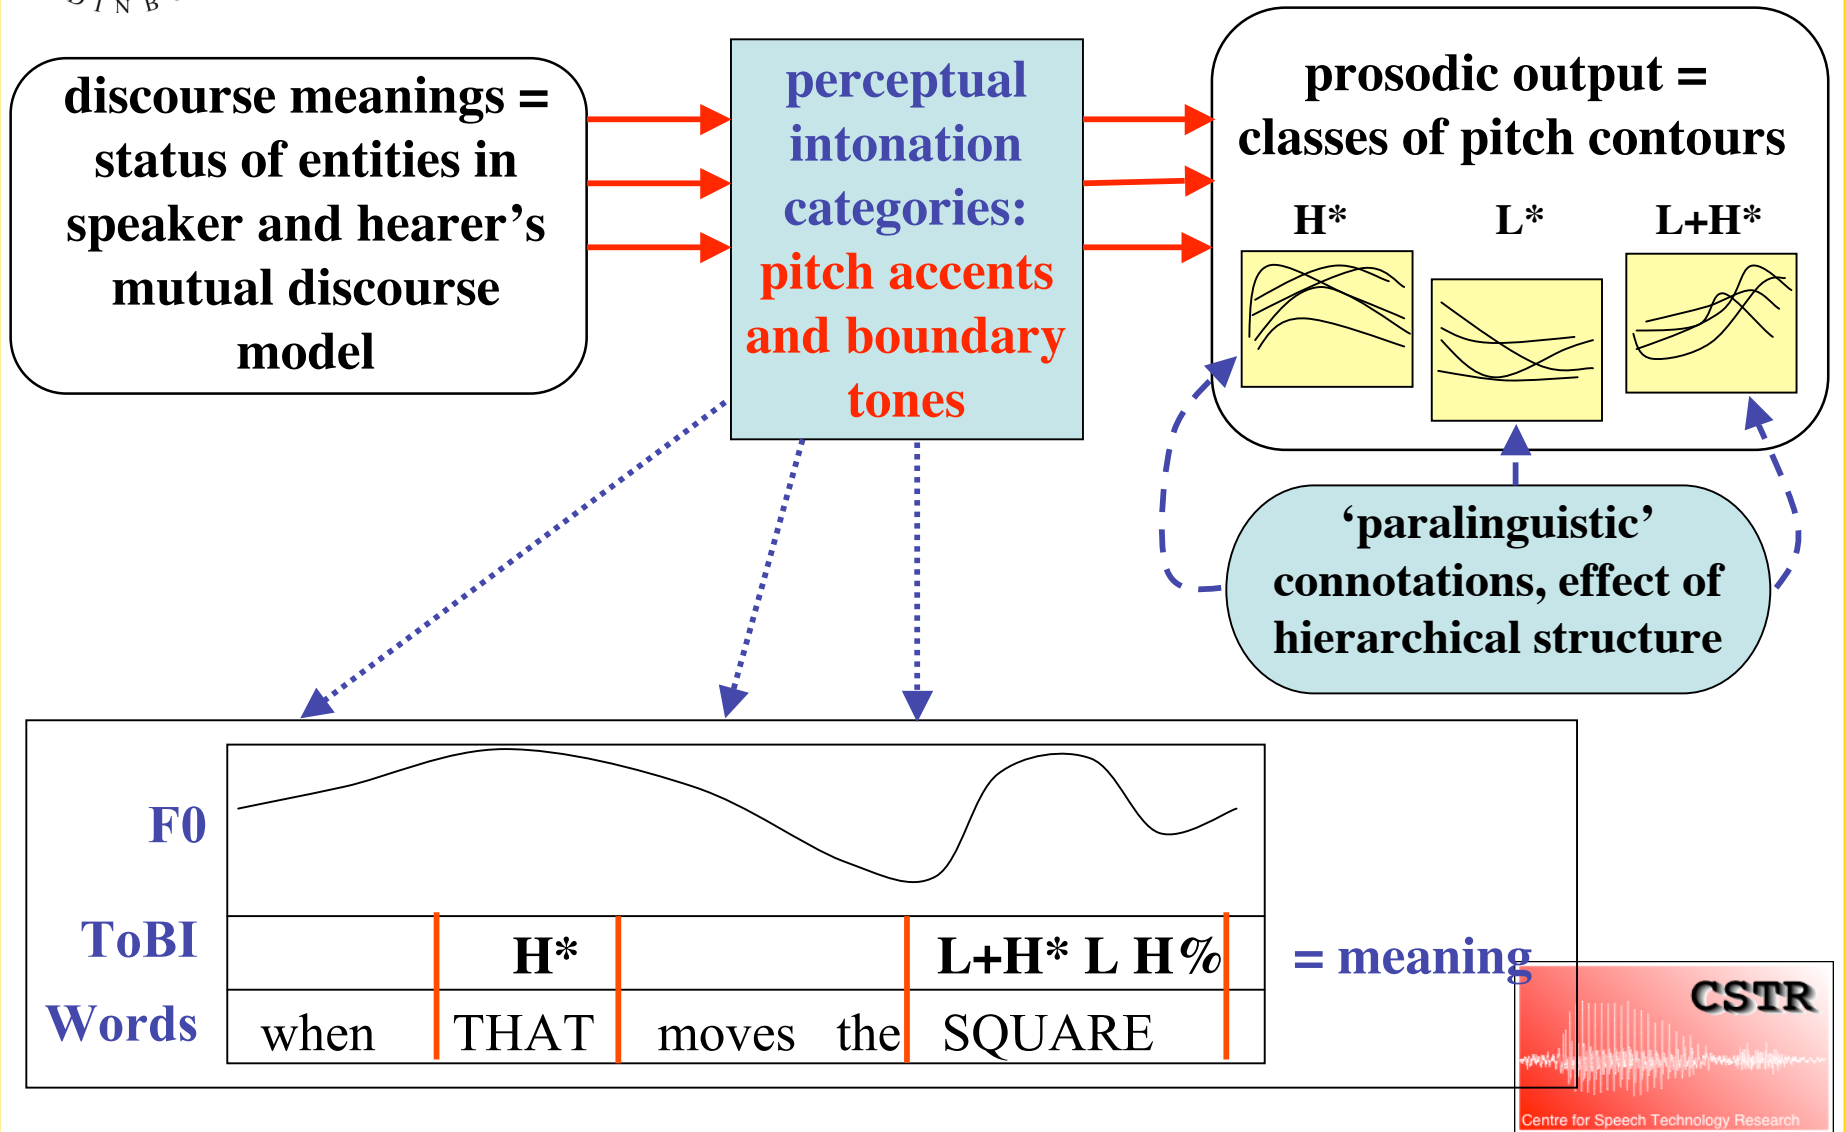 I N B
discourse meanings =
status of entities in
speaker and hearer’s
mutual discourse
model
perceptual
intonation
categories:
pitch accents
and boundary
tones
prosodic output =
classes of pitch contours
H* L* L+H*
‘paralinguistic’
connotations, effect of
hierarchical structure
F0
ToBI H* L+H* L H%
= meaning
Words when THAT moves the SQUARE
CSTR
Centre for Speech Technology Research